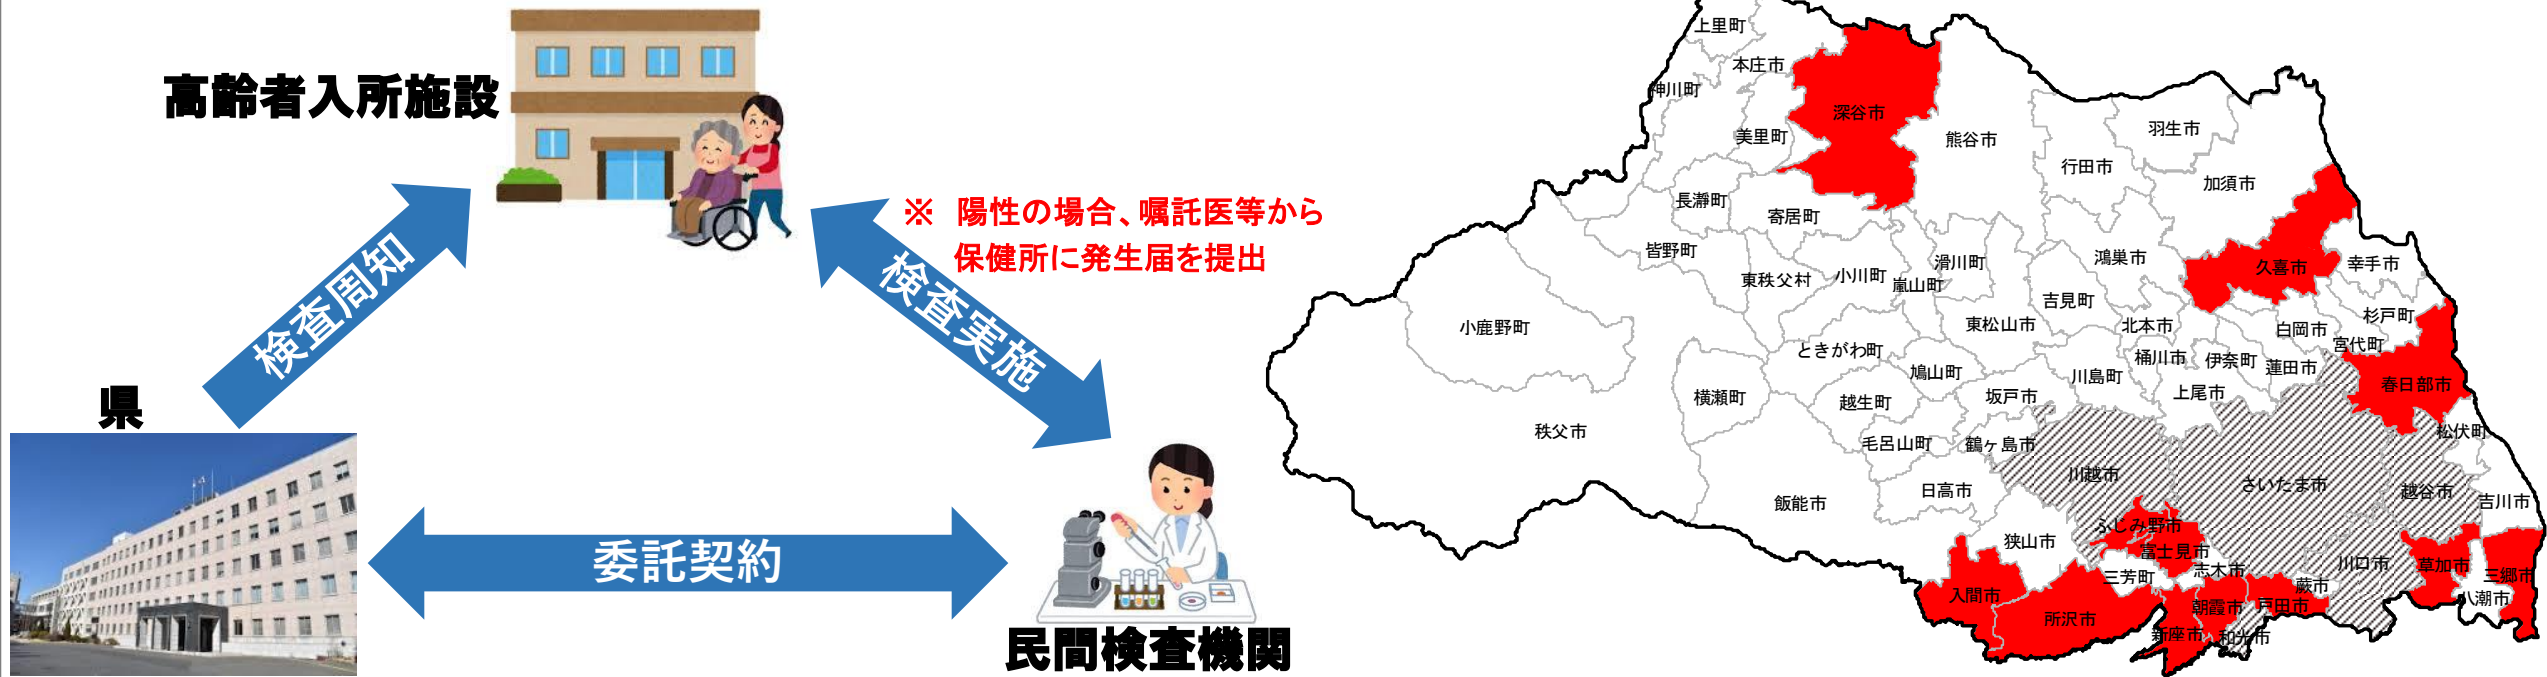 高齢者入所施設
※ 陽性の場合、嘱託医等から
保健所に発生届を提出
検査周知
検査実施
県
委託契約
民間検査機関
上里町
本庄市
神川町
深谷市
美里町
熊谷市
羽生市
行田市
加須市
長瀞町
寄居町
皆野町
東秩父村
小川町
嵐山町
滑川町
鴻巣市
久喜市
幸手市
吉見町
小鹿野町
東松山市
北本市
白岡市
杉戸町
宮代町
ときがわ町
鳩山町
川島町
桶川市
伊奈町
蓮田市
春日部市
横瀬町
越生町
坂戸市
上尾市
秩父市
毛呂山町
鶴ヶ島市
松伏町
川越市
さいたま市
越谷市
吉川市
飯能市
日高市
狭山市
ふじみ野市
富士見市
三芳町
志木市
川口市
草加市
三郷市
八潮市
入間市
所沢市
朝霞市
戸田市
蕨市
新座市
和光市